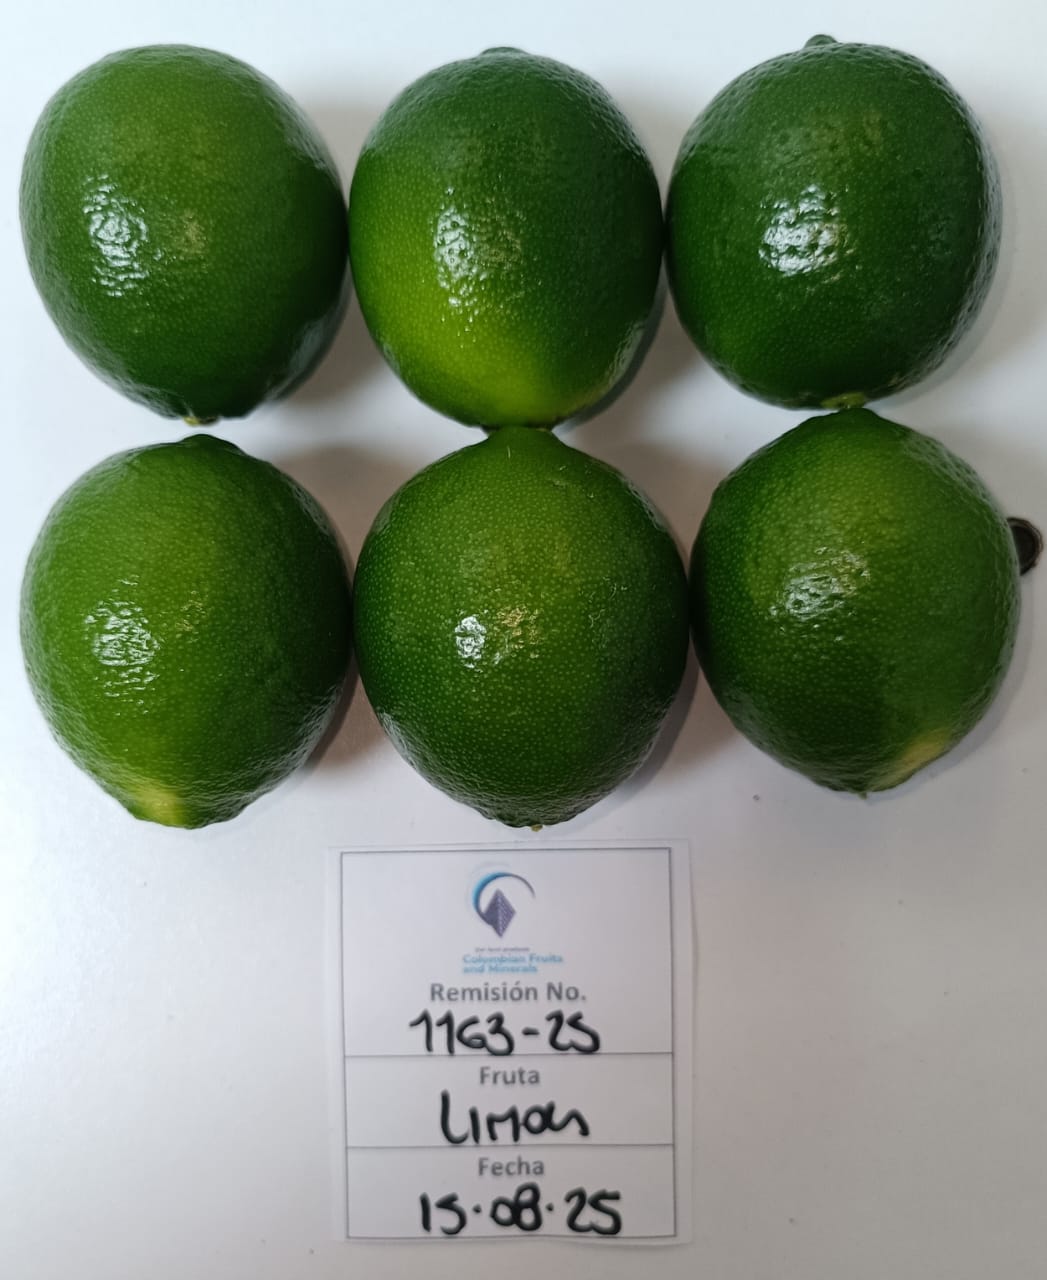 Colombian Fruits
and Minerals
Remisión No.
1163-25
Fruta
Limon
Fecha
15.08.25